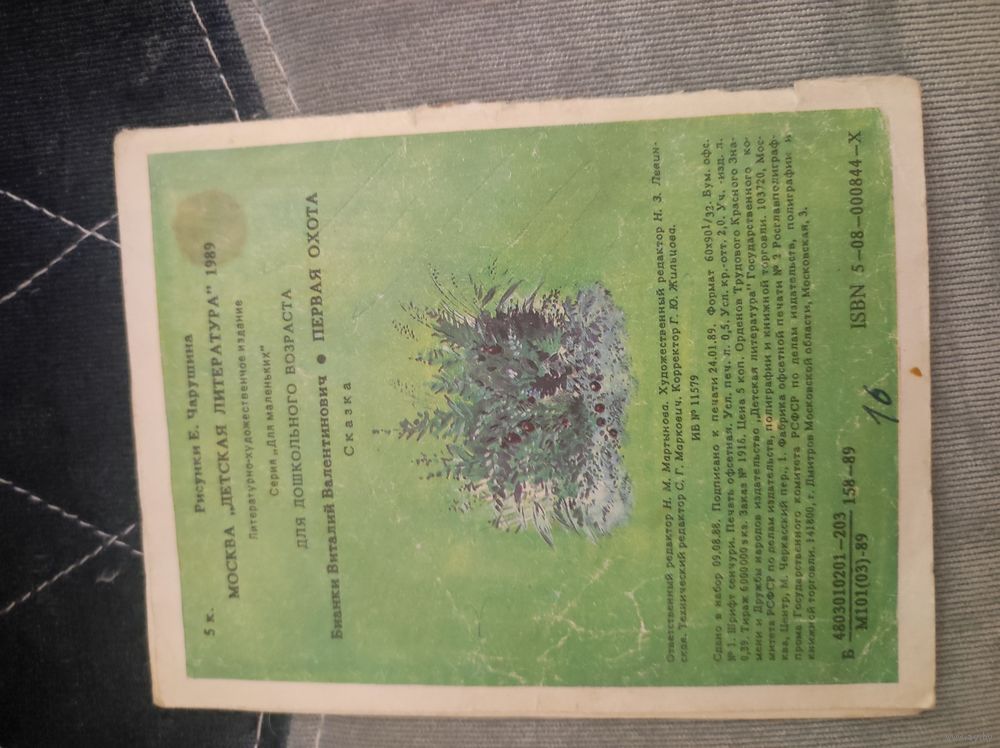 5 к.
Рисунки Е. Чарушина
МОСКВА „ДЕТСКАЯ ЛИТЕРАТУРА" 1989
Литературно-художественное издание
Серия „Для маленьких"
ДЛЯ ДОШКОЛЬНОГО ВОЗРАСТА
Бианки Виталий Валентинович ● ПЕРВАЯ ОХОТА
Сказка
Ответственный редактор Н. М. Мартынова. Художественный редактор Н. З. Левин-
ская. Технический редактор С. Г. Маркович. Корректор Г. Ю. Жильцова.
ИБ № 11579
Сдано в набор 09.08.88. Подписано к печати 24.01.89. Формат 60х90 1/32. Бум. офс.
№ 1. Шрифт сенчури. Печать офсетная. Усл. печ. л. 0,5. Усл. кр.-отт. 2,0. Уч.-изд. л.
0,39. Тираж 6 000 000 экз. Заказ № 1916. Цена 5 коп. Орденов Трудового Красного Зна-
мени и Дружбы народов издательство „Детская литература" Государственного ко-
митета РСФСР по делам издательств, полиграфии и книжной торговли. 103720, Мос-
ква, Центр, М. Черкасский пер., 1. Фабрика офсетной печати № 2 Росглавполиграф-
прома Государственного комитета РСФСР по делам издательств, полиграфии и
книжной торговли. 141800, г. Дмитров Московской области, Московская, 3.
Б 4803010201—203 158—89
М101(03)-89
ISBN 5—08—000844—Х
16
www.ay.by